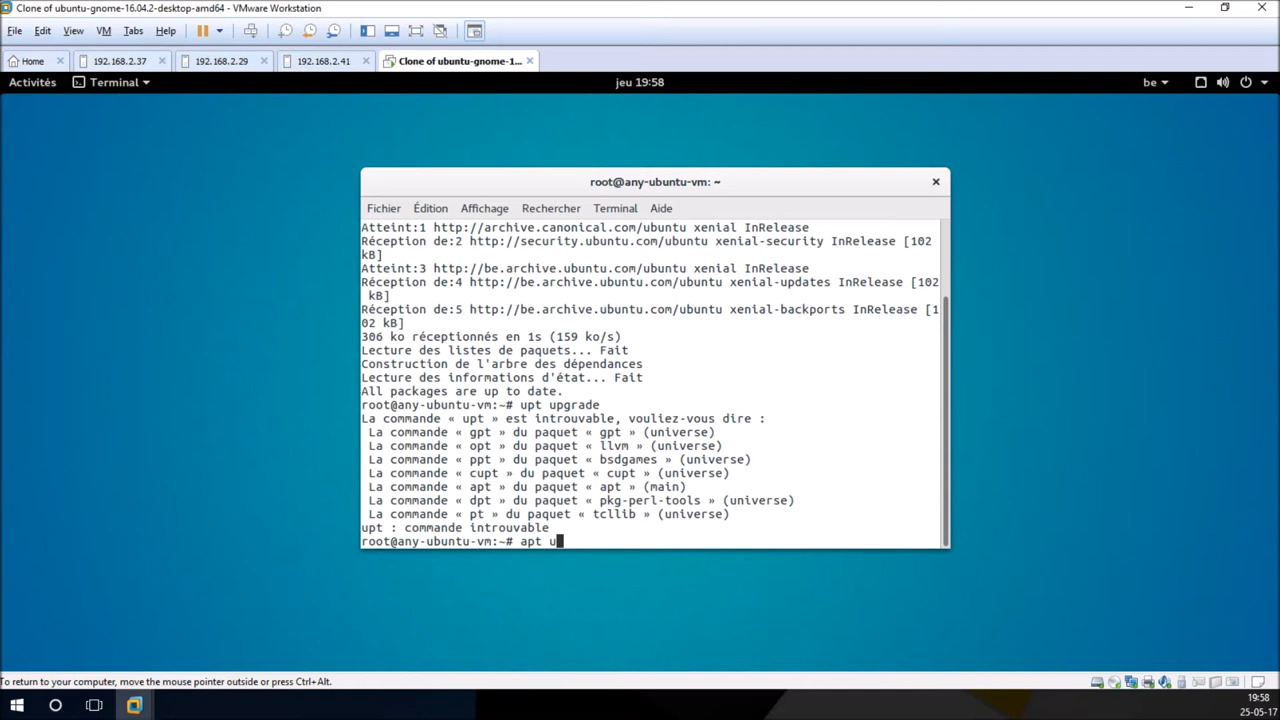 Clone of ubuntu-gnome-16.04.2-desktop-amd64 - VMware Workstation
File Edit View VM Tabs Help
Home 192.168.2.37 192.168.2.29 192.168.2.41 Clone of ubuntu-gnome-1...
Activités Terminal jeu 19:58 be
root@any-ubuntu-vm: ~
Fichier Édition Affichage Rechercher Terminal Aide
Atteint:1 http://archive.canonical.com/ubuntu xenial InRelease
Réception de:2 http://security.ubuntu.com/ubuntu xenial-security InRelease [102
kB]
Atteint:3 http://be.archive.ubuntu.com/ubuntu xenial InRelease
Réception de:4 http://be.archive.ubuntu.com/ubuntu xenial-updates InRelease [102
kB]
Réception de:5 http://be.archive.ubuntu.com/ubuntu xenial-backports InRelease [1
02 kB]
306 ko réceptionnés en 1s (159 ko/s)
Lecture des listes de paquets... Fait
Construction de l'arbre des dépendances
Lecture des informations d'état... Fait
All packages are up to date.
root@any-ubuntu-vm:~# upt upgrade
La commande « upt » est introuvable, vouliez-vous dire :
La commande « gpt » du paquet « gpt » (universe)
La commande « opt » du paquet « llvm » (universe)
La commande « ppt » du paquet « bsdgames » (universe)
La commande « cupt » du paquet « cupt » (universe)
La commande « apt » du paquet « apt » (main)
La commande « dpt » du paquet « pkg-perl-tools » (universe)
La commande « pt » du paquet « tcllib » (universe)
upt : commande introuvable
root@any-ubuntu-vm:~# apt u
To return to your computer, move the mouse pointer outside or press Ctrl+Alt.
19:58
25-05-17